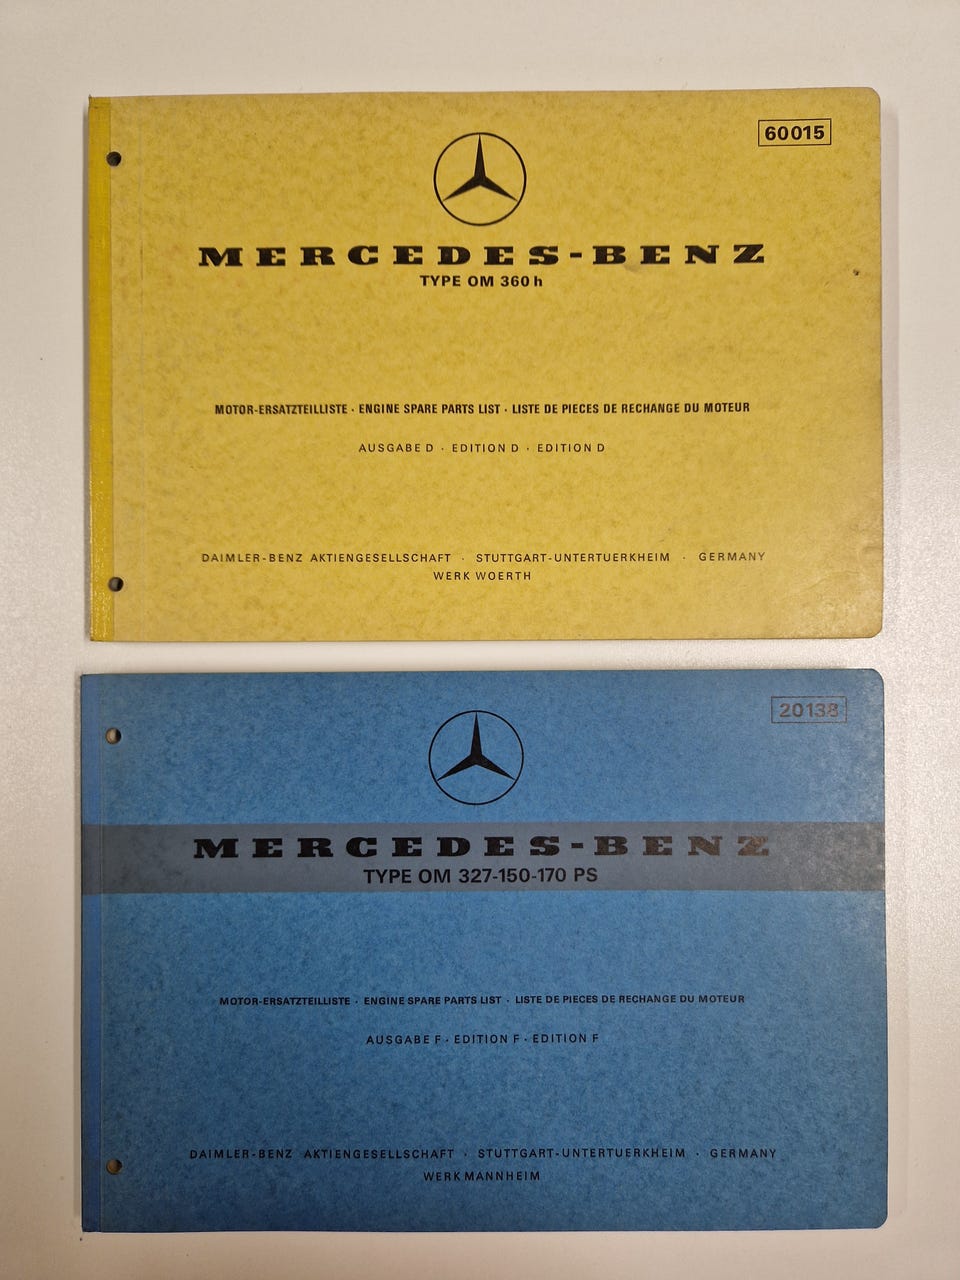 60015
MERCEDES-BENZ
TYPE OM 360 h
MOTOR-ERSATZTEILLISTE · ENGINE SPARE PARTS LIST · LISTE DE PIECES DE RECHANGE DU MOTEUR
AUSGABE D · EDITION D · EDITION D
DAIMLER-BENZ AKTIENGESELLSCHAFT · STUTTGART-UNTERTUERKHEIM · GERMANY
WERK WOERTH
20138
MERCEDES-BENZ
TYPE OM 327-150-170 PS
MOTOR-ERSATZTEILLISTE · ENGINE SPARE PARTS LIST · LISTE DE PIECES DE RECHANGE DU MOTEUR
AUSGABE F · EDITION F · EDITION F
DAIMLER-BENZ AKTIENGESELLSCHAFT · STUTTGART-UNTERTUERKHEIM · GERMANY
WERK MANNHEIM